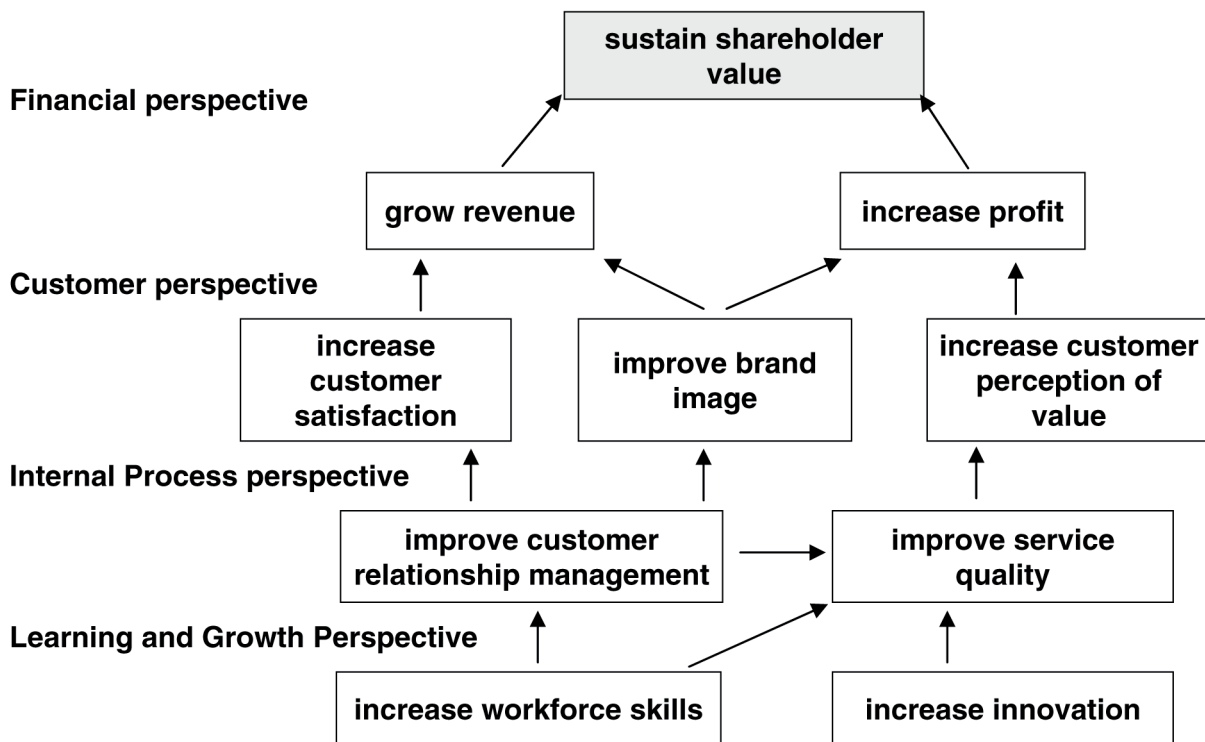 sustain shareholder
value
Financial perspective
grow revenue
increase profit
Customer perspective
increase
customer
satisfaction
improve brand
image
increase customer
perception of
value
Internal Process perspective
improve customer
relationship management
improve service
quality
Learning and Growth Perspective
increase workforce skills
increase innovation